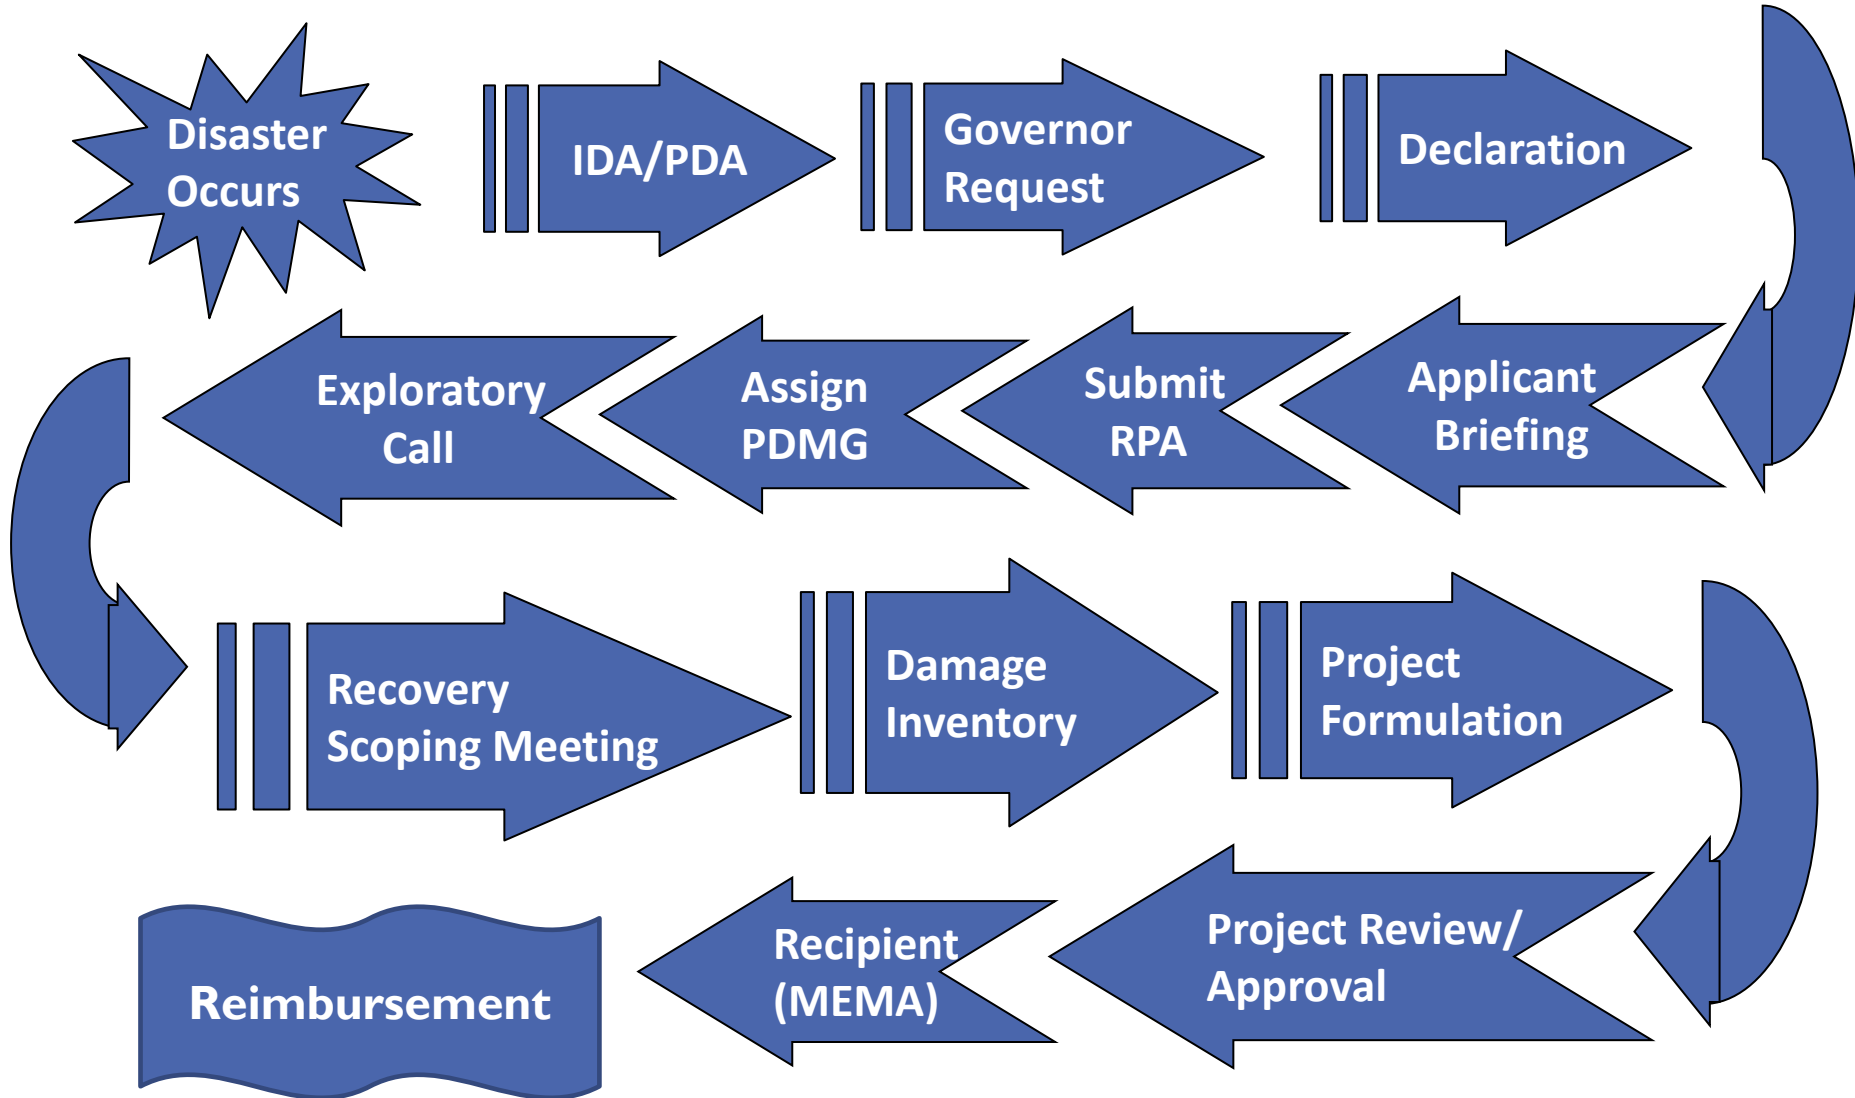 Disaster
Occurs
IDA/PDA
Governor
Request
Declaration
Applicant
Briefing
Submit
RPA
Assign
PDMG
Exploratory
Call
Recovery
Scoping Meeting
Damage
Inventory
Project
Formulation
Project Review/
Approval
Recipient
(MEMA)
Reimbursement